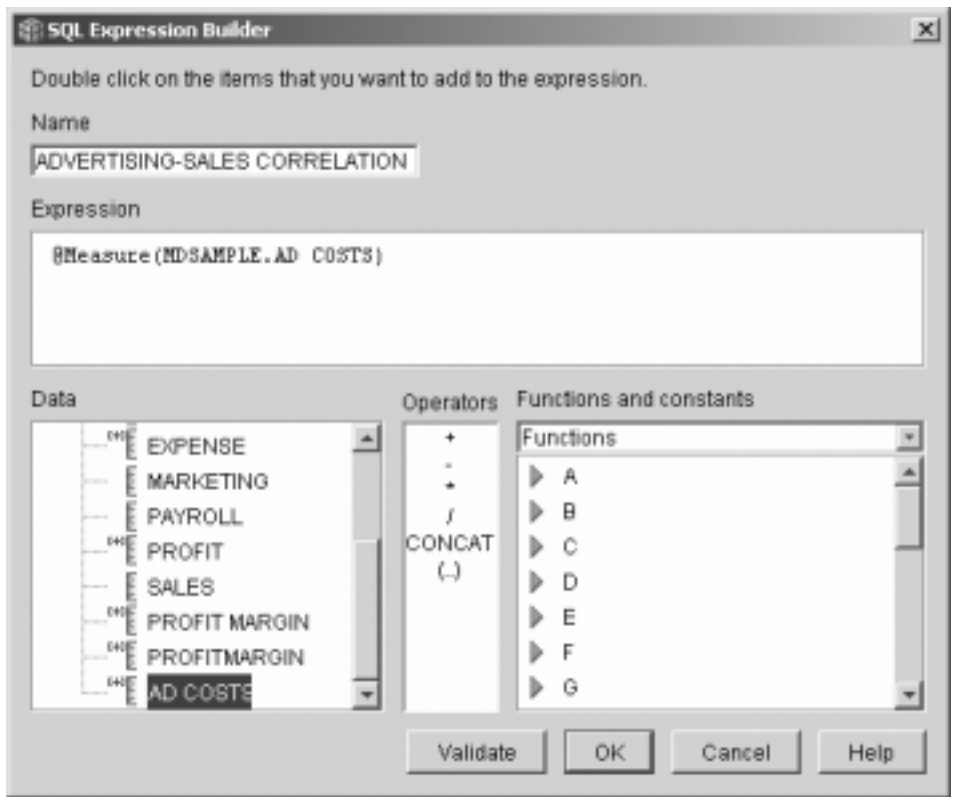 SQL Expression Builder
Double click on the items that you want to add to the expression.
Name
ADVERTISING-SALES CORRELATION
Expression
@Measure(MDSAMPLE.AD COSTS)
Data
Operators
Functions and constants
EXPENSE
MARKETING
PAYROLL
PROFIT
SALES
PROFIT MARGIN
PROFITMARGIN
AD COSTS
+
-
*
/
CONCAT
(..)
Functions
A
B
C
D
E
F
G
Validate
OK
Cancel
Help